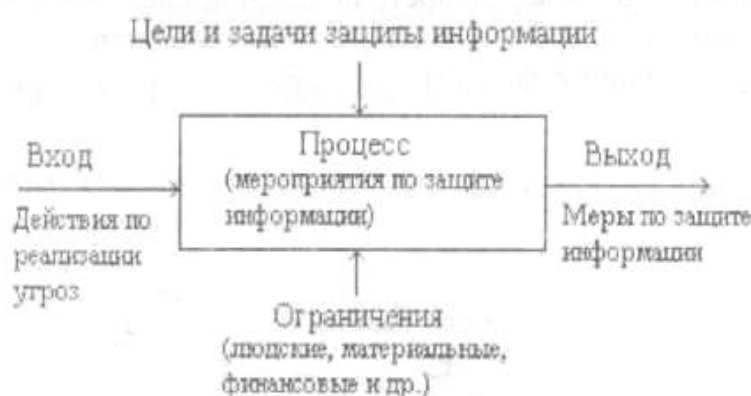 Цели и задачи защиты информации
Вход
Процесс
(мероприятия по защите
информации)
Выход
Действия по
реализации
угроз
Меры по защите
информации
Ограничения
(людские, материальные,
финансовые и др.)